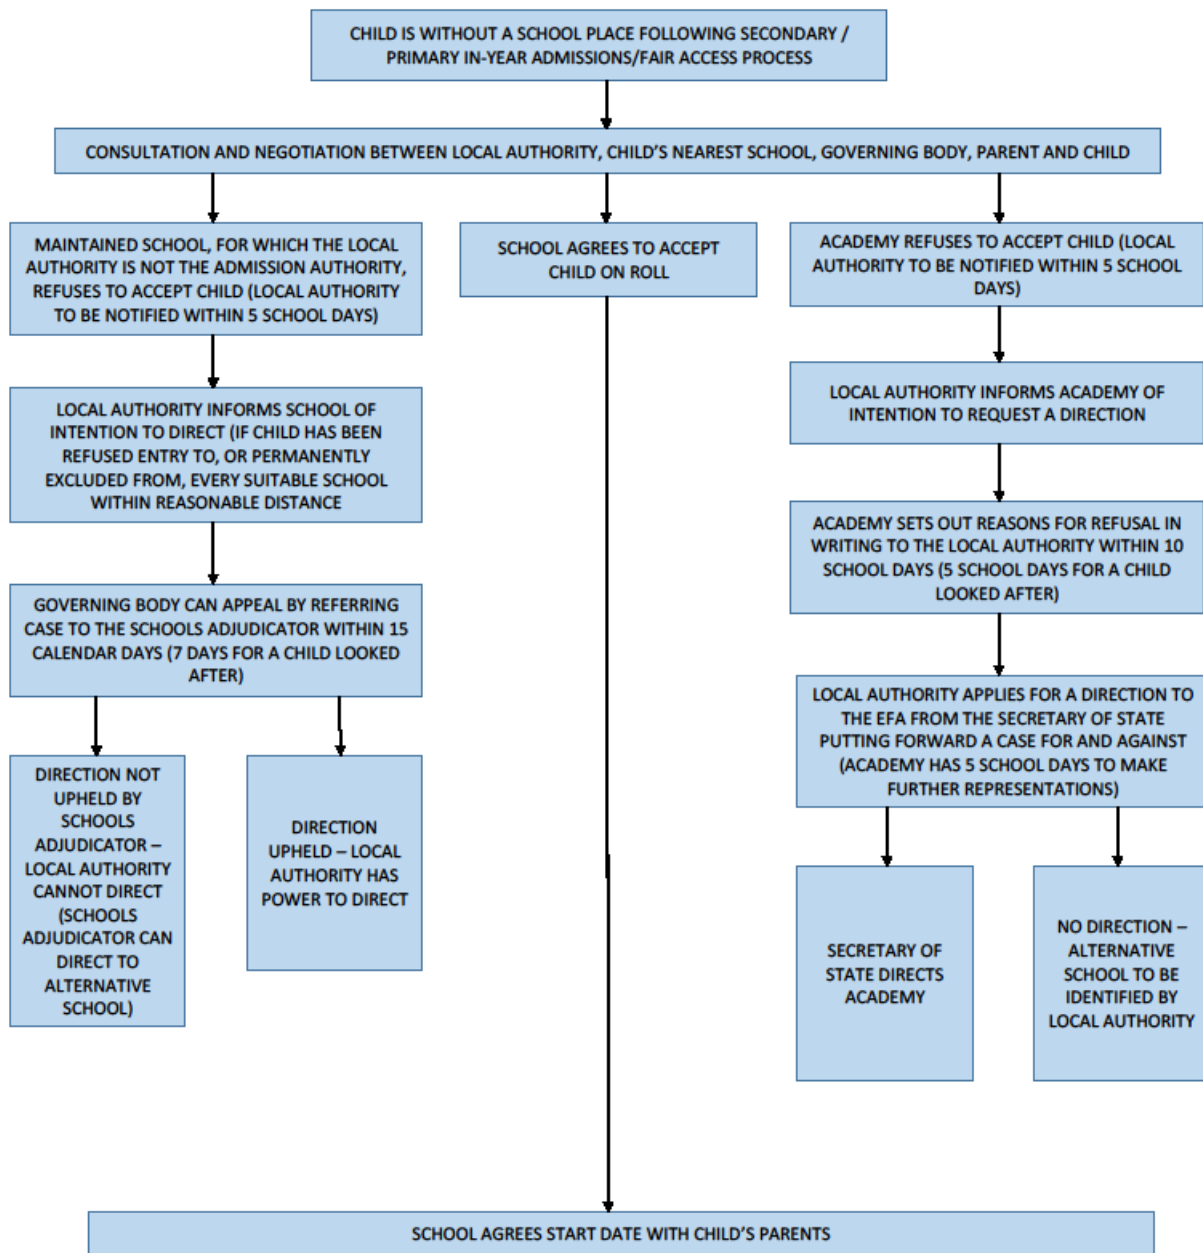 CHILD IS WITHOUT A SCHOOL PLACE FOLLOWING SECONDARY /
PRIMARY IN-YEAR ADMISSIONS/FAIR ACCESS PROCESS
CONSULTATION AND NEGOTIATION BETWEEN LOCAL AUTHORITY, CHILD'S NEAREST SCHOOL, GOVERNING BODY, PARENT AND CHILD
MAINTAINED SCHOOL, FOR WHICH THE LOCAL
AUTHORITY IS NOT THE ADMISSION AUTHORITY,
REFUSES TO ACCEPT CHILD (LOCAL AUTHORITY
TO BE NOTIFIED WITHIN 5 SCHOOL DAYS)
LOCAL AUTHORITY INFORMS SCHOOL OF
INTENTION TO DIRECT (IF CHILD HAS BEEN
REFUSED ENTRY TO, OR PERMANENTLY
EXCLUDED FROM, EVERY SUITABLE SCHOOL
WITHIN REASONABLE DISTANCE
GOVERNING BODY CAN APPEAL BY REFERRING
CASE TO THE SCHOOLS ADJUDICATOR WITHIN 15
CALENDAR DAYS (7 DAYS FOR A CHILD LOOKED
AFTER)
DIRECTION NOT
UPHELD BY
SCHOOLS
ADJUDICATOR –
LOCAL AUTHORITY
CANNOT DIRECT
(SCHOOLS
ADJUDICATOR CAN
DIRECT TO
ALTERNATIVE
SCHOOL)
DIRECTION
UPHELD – LOCAL
AUTHORITY HAS
POWER TO DIRECT
SCHOOL AGREES TO ACCEPT
CHILD ON ROLL
ACADEMY REFUSES TO ACCEPT CHILD (LOCAL
AUTHORITY TO BE NOTIFIED WITHIN 5 SCHOOL
DAYS)
LOCAL AUTHORITY INFORMS ACADEMY OF
INTENTION TO REQUEST A DIRECTION
ACADEMY SETS OUT REASONS FOR REFUSAL IN
WRITING TO THE LOCAL AUTHORITY WITHIN 10
SCHOOL DAYS (5 SCHOOL DAYS FOR A CHILD
LOOKED AFTER)
LOCAL AUTHORITY APPLIES FOR A DIRECTION TO
THE EFA FROM THE SECRETARY OF STATE
PUTTING FORWARD A CASE FOR AND AGAINST
(ACADEMY HAS 5 SCHOOL DAYS TO MAKE
FURTHER REPRESENTATIONS)
SECRETARY OF
STATE DIRECTS
ACADEMY
NO DIRECTION –
ALTERNATIVE
SCHOOL TO BE
IDENTIFIED BY
LOCAL AUTHORITY
SCHOOL AGREES START DATE WITH CHILD'S PARENTS